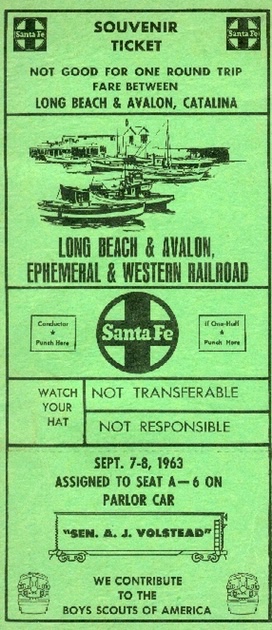 Santa Fe
SOUVENIR
Santa Fe
TICKET
NOT GOOD FOR ONE ROUND TRIP
FARE BETWEEN
LONG BEACH & AVALON, CATALINA
LONG BEACH & AVALON,
EPHEMERAL & WESTERN RAILROAD
Conductor
Punch Here
Santa Fe
If One-Half
Punch Here
WATCH
YOUR
HAT
NOT TRANSFERABLE
NOT RESPONSIBLE
SEPT. 7-8, 1963
ASSIGNED TO SEAT A—6 ON
PARLOR CAR
"SEN. A. J. VOLSTEAD"
WE CONTRIBUTE
TO THE
BOYS SCOUTS OF AMERICA